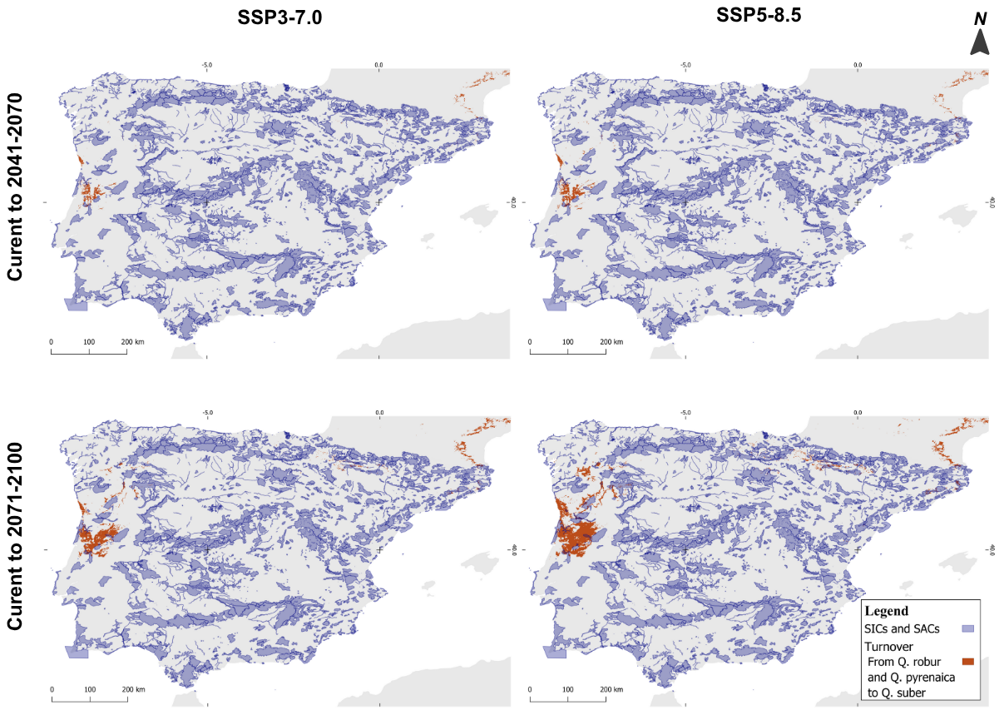 SSP3-7.0
SSP5-8.5
N
Curent to 2041-2070
-5.0
0.0
-5.0
0.0
40.0
40.0
0 100 200 km
0 100 200 km
Curent to 2071-2100
-5.0
0.0
-5.0
0.0
40.0
40.0
0 100 200 km
0 100 200 km
Legend
SICs and SACs
Turnover
From Q. robur
and Q. pyrenaica
to Q. suber